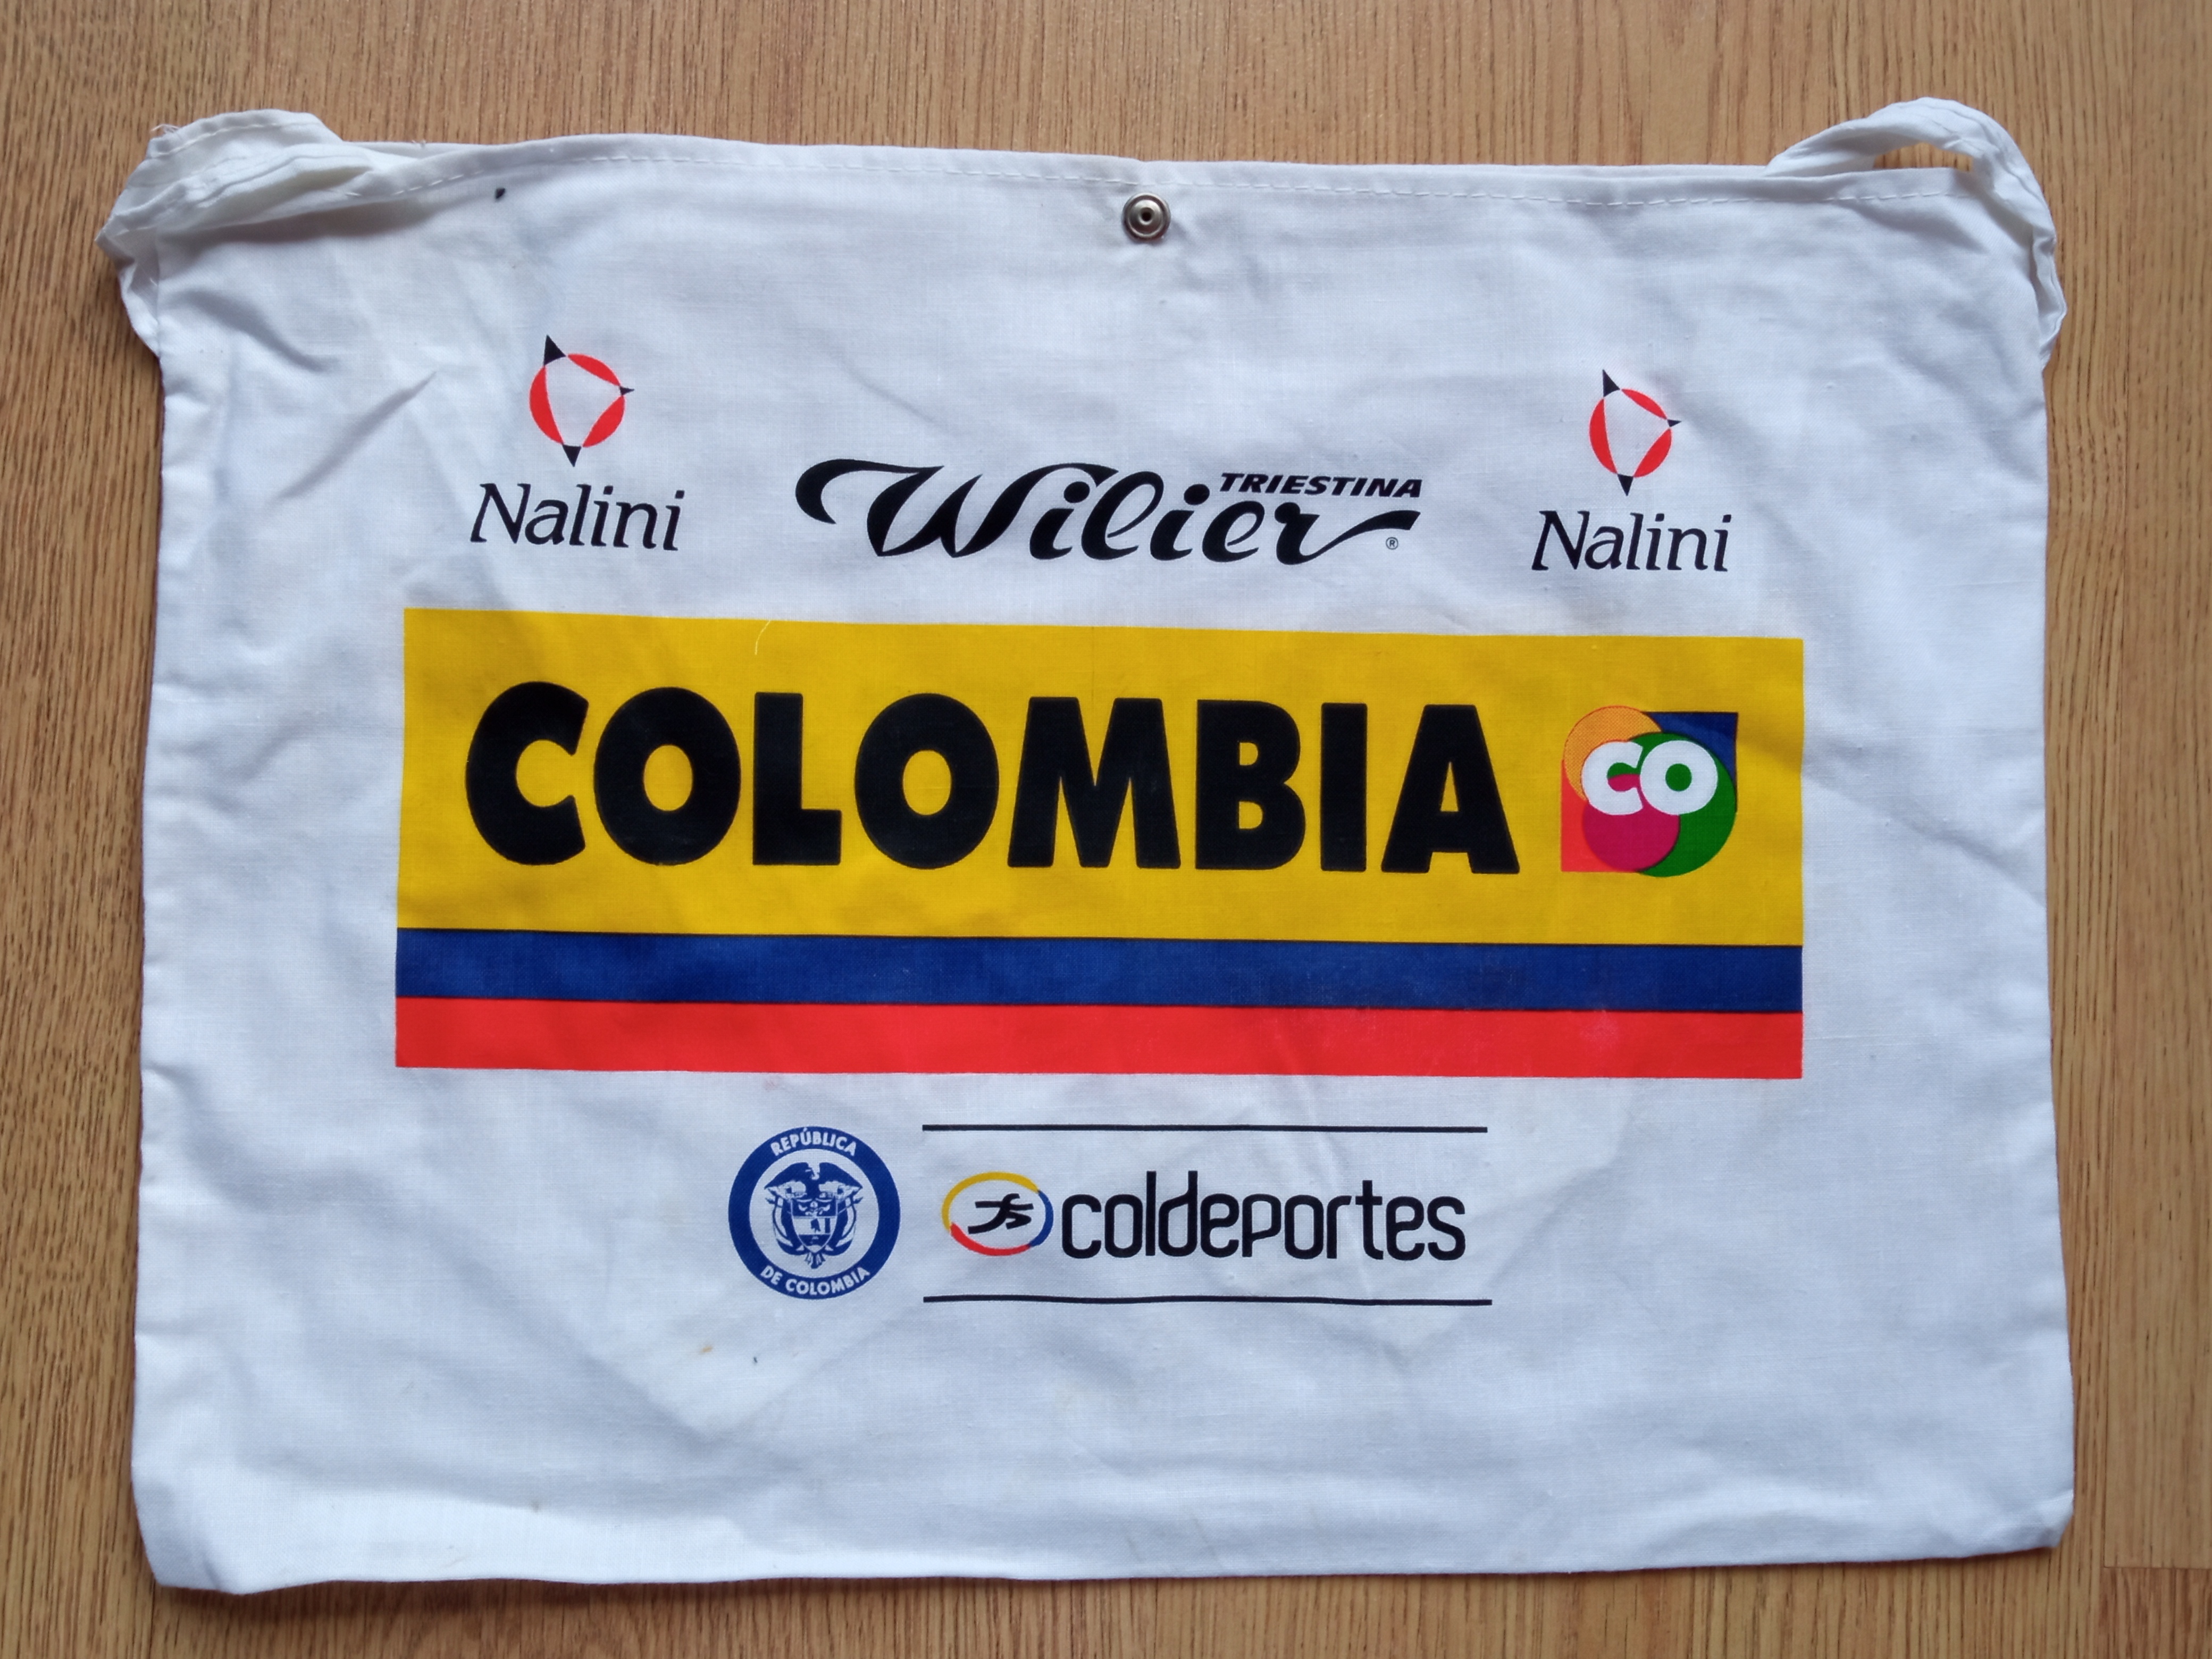 Nalini
Wilier TRIESTINA ®
Nalini
COLOMBIA CO
REPÚBLICA DE COLOMBIA
coldeportes